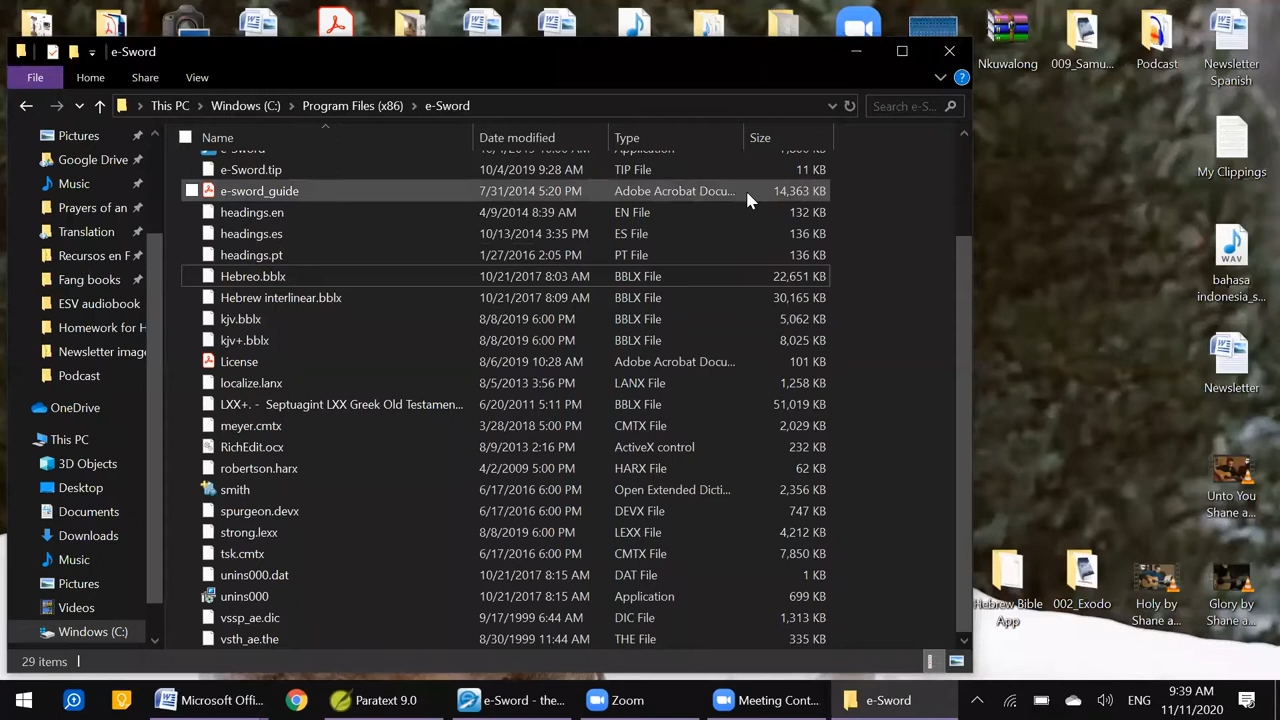 e-Sword
File Home Share View
This PC Windows (C:) Program Files (x86) e-Sword
Search e-S...
Name Date modified Type Size
Pictures
Google Drive
Music
Prayers of an
Translation
Recursos en F
Fang books
ESV audiobook
Homework for H
Newsletter image
Podcast
OneDrive
This PC
3D Objects
Desktop
Documents
Downloads
Music
Pictures
Videos
Windows (C:)
e-Sword.tip 10/4/2019 9:28 AM TIP File 11 KB
e-sword_guide 7/31/2014 5:20 PM Adobe Acrobat Docu... 14,363 KB
headings.en 4/9/2014 8:39 AM EN File 132 KB
headings.es 10/13/2014 3:35 PM ES File 136 KB
headings.pt 1/27/2016 2:05 PM PT File 136 KB
Hebreo.bblx 10/21/2017 8:03 AM BBLX File 22,651 KB
Hebrew interlinear.bblx 10/21/2017 8:09 AM BBLX File 30,165 KB
kjv.bblx 8/8/2019 6:00 PM BBLX File 5,062 KB
kjv+.bblx 8/8/2019 6:00 PM BBLX File 8,025 KB
License 8/6/2019 10:28 AM Adobe Acrobat Docu... 101 KB
localize.lanx 8/5/2013 3:56 PM LANX File 1,258 KB
LXX+. - Septuagint LXX Greek Old Testamen... 6/20/2011 5:11 PM BBLX File 51,019 KB
meyer.cmtx 3/28/2018 5:00 PM CMTX File 2,029 KB
RichEdit.ocx 8/9/2013 2:16 PM ActiveX control 232 KB
robertson.harx 4/2/2009 5:00 PM HARX File 62 KB
smith 6/17/2016 6:00 PM Open Extended Dicti... 2,356 KB
spurgeon.devx 6/17/2016 6:00 PM DEVX File 747 KB
strong.lexx 8/8/2019 6:00 PM LEXX File 4,212 KB
tsk.cmtx 6/17/2016 6:00 PM CMTX File 7,850 KB
unins000.dat 10/21/2017 8:15 AM DAT File 1 KB
unins000 10/21/2017 8:15 AM Application 699 KB
vssp_ae.dic 9/17/1999 6:44 AM DIC File 1,313 KB
vsth_ae.the 8/30/1999 11:44 AM THE File 335 KB
29 items
Nkuwalong
009_Samu...
Podcast
Newsletter
Spanish
My Clippings
WAV
bahasa
indonesia_s...
Newsletter
Unto You
Shane a...
Hebrew Bible
App
002_Exodo
Holy by
Shane a...
Glory by
Shane a...
Microsoft Offi...
Paratext 9.0
e-Sword - the...
Zoom
Meeting Cont...
e-Sword
ENG
9:39 AM
11/11/2020